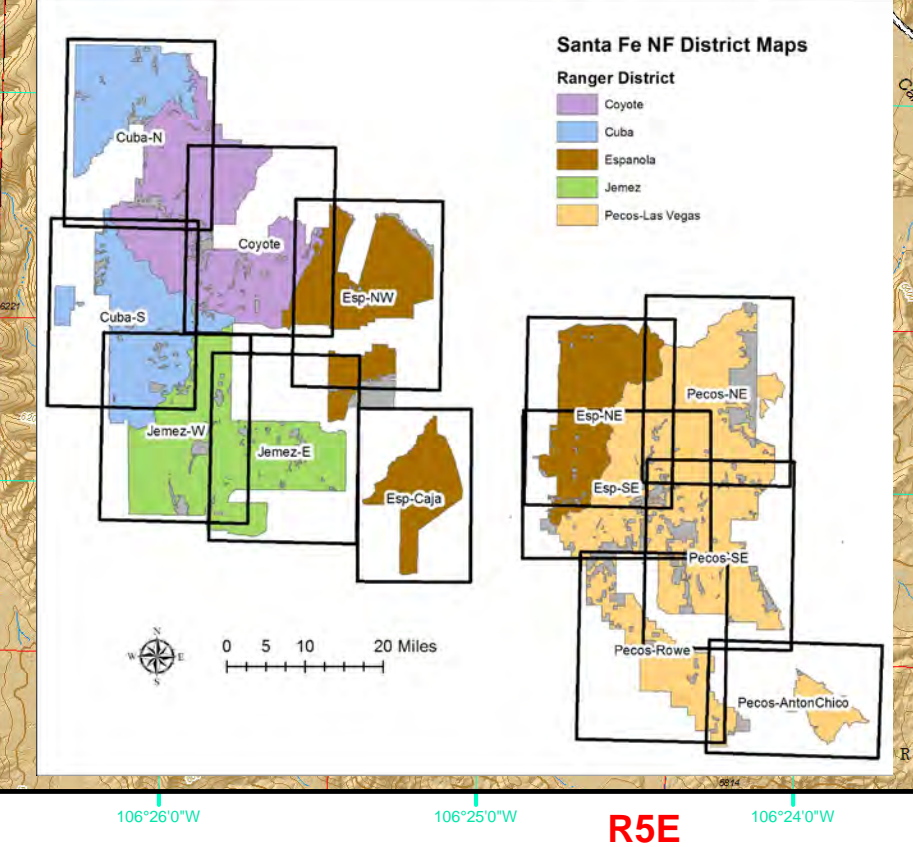 Santa Fe NF District Maps
Ranger District
Coyote
Cuba
Espanola
Jemez
Pecos-Las Vegas
Cuba-N
Coyote
Esp-NW
Cuba-S
6221
Pecos-NE
Esp-NE
Jemez-W
Jemez-E
Esp-SE
Esp-Caja
Pecos-SE
N
W E
S
0 5 10 20 Miles
Pecos-Rowe
Pecos-AntonChico
R
5814
106°26'0"W
106°25'0"W
106°24'0"W
R5E